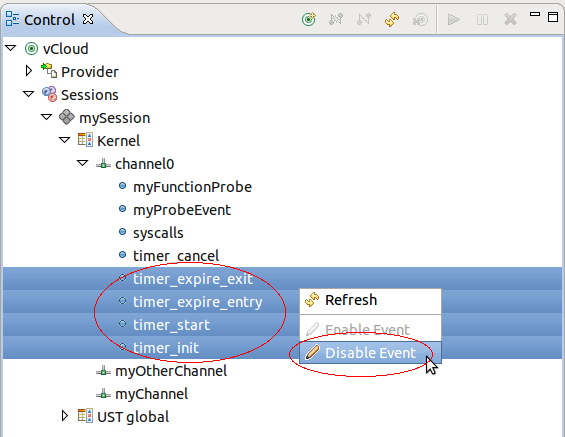 Control
vCloud
Provider
Sessions
mySession
Kernel
channel0
myFunctionProbe
myProbeEvent
syscalls
timer_cancel
timer_expire_exit
timer_expire_entry
timer_start
timer_init
myOtherChannel
myChannel
UST global
Refresh
Enable Event
Disable Event